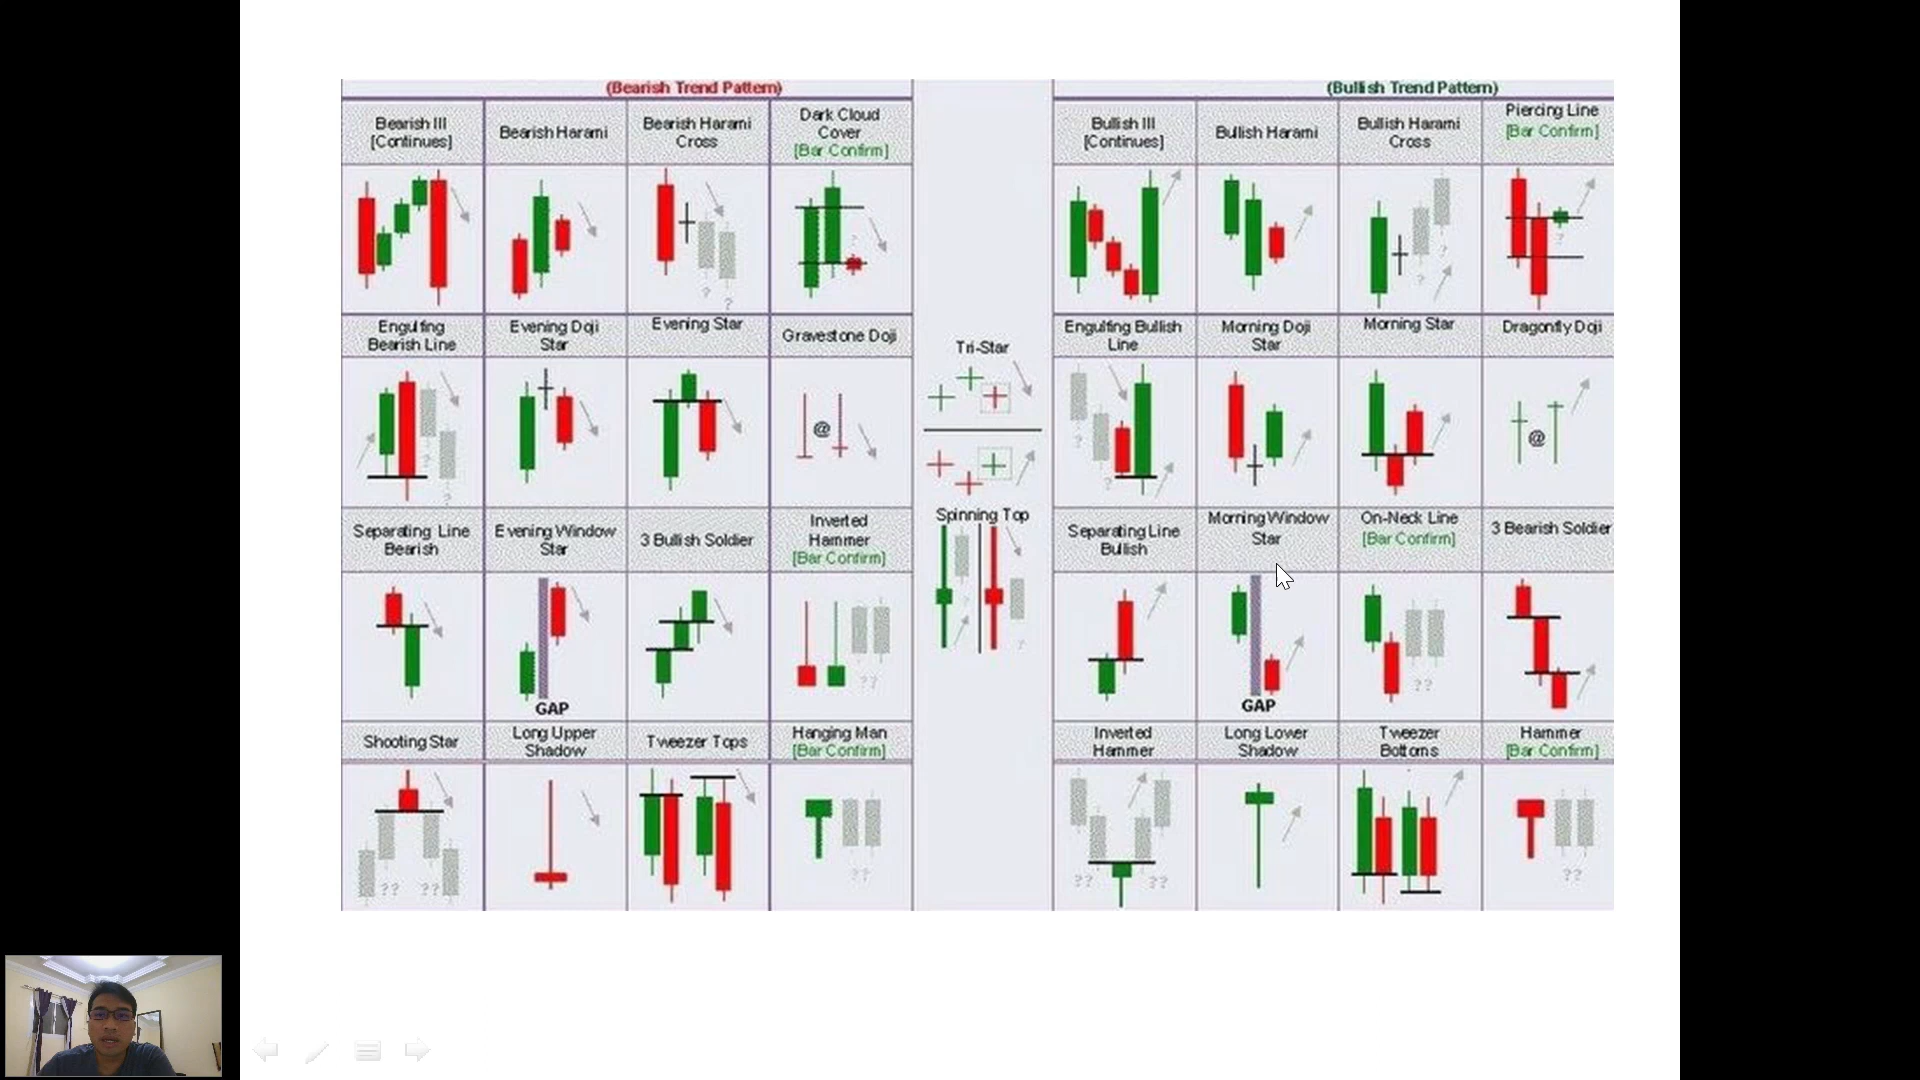 (Bearish Trend Pattern)
Bearish III
[Continues]
Bearish Harami
Bearish Harami
Cross
Dark Cloud
Cover
[Bar Confirm]
?
?
?
Engulfing
Bearish Line
Evening Doji
Star
Evening Star
Gravestone Doji
?
?
@
Separating Line
Bearish
Evening Window
Star
3 Bullish Soldier
Inverted
Hammer
[Bar Confirm]
GAP
??
Shooting Star
Long Upper
Shadow
Tweezer Tops
Hanging Man
[Bar Confirm]
??
??
??
Tri-Star
Spinning Top
?
?
(Bullish Trend Pattern)
Bullish III
[Continues]
Bullish Harami
Bullish Harami
Cross
Piercing Line
[Bar Confirm]
?
?
?
Engulfing Bullish
Line
Morning Doji
Star
Morning Star
Dragonfly Doji
?
?
@
Separating Line
Bullish
Morning Window
Star
On-Neck Line
[Bar Confirm]
3 Bearish Soldier
GAP
??
Inverted
Hammer
Long Lower
Shadow
Tweezer
Bottoms
Hammer
[Bar Confirm]
??
??
??